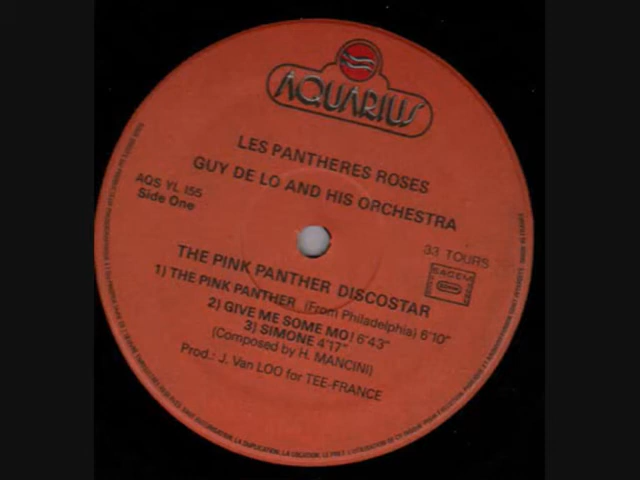 AQUARIUS
LES PANTHERES ROSES
GUY DE LO AND HIS ORCHESTRA
AQS YL 155
Side One
33 TOURS
SACEM
THE PINK PANTHER DISCOSTAR
1) THE PINK PANTHER (From Philadelphia) 6'10"
2) GIVE ME SOME MO! 6'43"
3) SIMONE 4'17"
(Composed by H. MANCINI)
Prod.: J. Van LOO for TEE-FRANCE